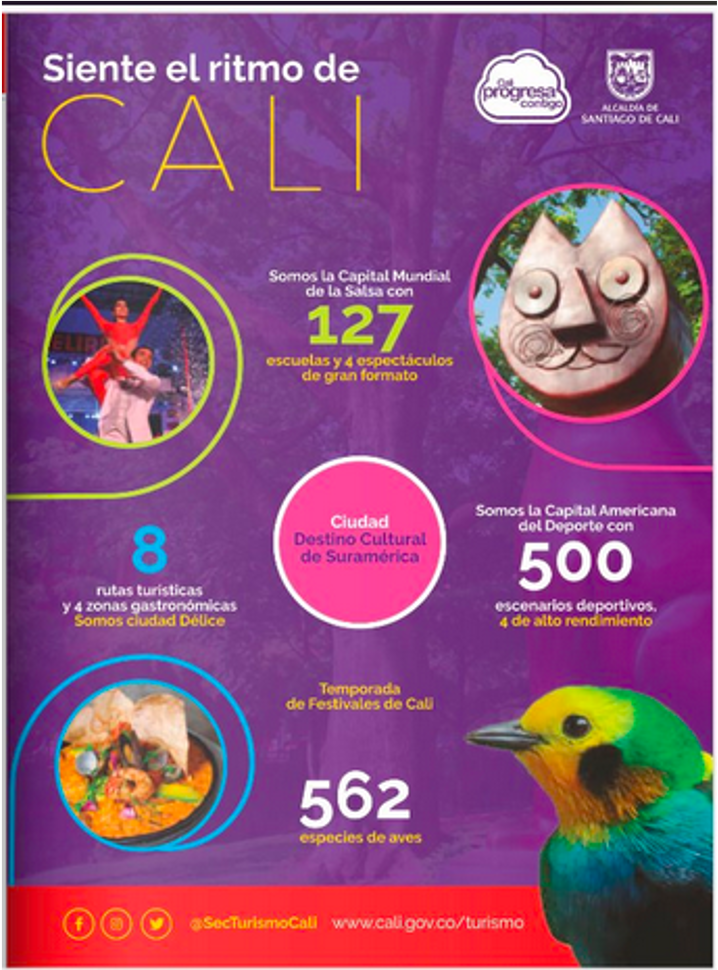 Siente el ritmo de
CALI
Cali
progresa
contigo
ALCALDÍA DE
SANTIAGO DE CALI
Somos la Capital Mundial
de la Salsa con
127
escuelas y 4 espectáculos
de gran formato
Ciudad
Destino Cultural
de Suramérica
Somos la Capital Americana
del Deporte con
500
escenarios deportivos,
4 de alto rendimiento
8
rutas turísticas
y 4 zonas gastronómicas
Somos ciudad Délice
Temporada
de Festivales de Cali
562
especies de aves
@SecTurismoCali www.cali.gov.co/turismo